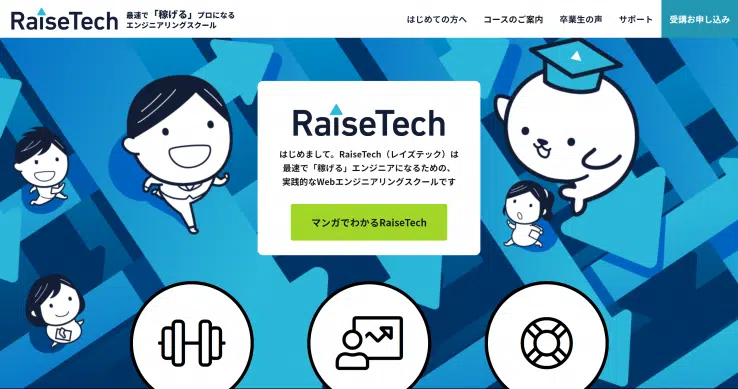 RaiseTech
最速で「稼げる」プロになる
エンジニアリングスクール
はじめての方へ
コースのご案内
卒業生の声
サポート
受講お申し込み
RaiseTech
はじめまして。RaiseTech（レイズテック）は
最速で「稼げる」エンジニアになるための、
実践的なWebエンジニアリングスクールです
マンガでわかるRaiseTech